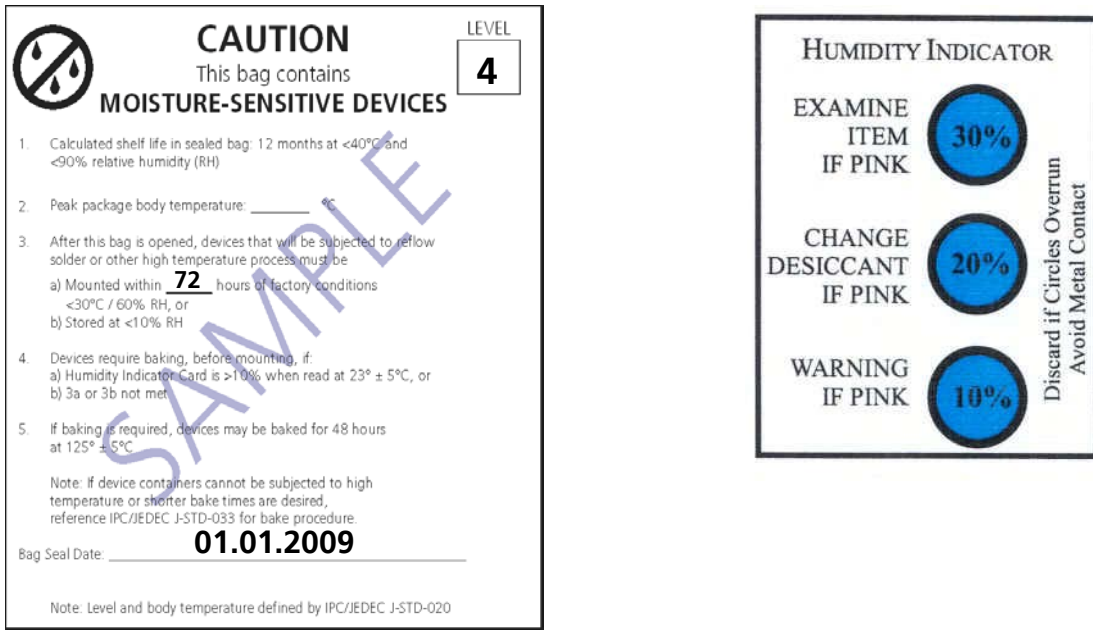 CAUTION
This bag contains
MOISTURE-SENSITIVE DEVICES
LEVEL
4
1. Calculated shelf life in sealed bag: 12 months at <40°C and
<90% relative humidity (RH)
2. Peak package body temperature: ______ °C
3. After this bag is opened, devices that will be subjected to reflow
solder or other high temperature process must be
a) Mounted within 72 hours of factory conditions
<30°C / 60% RH, or
b) Stored at <10% RH
4. Devices require baking, before mounting, if:
a) Humidity Indicator Card is >10% when read at 23° ± 5°C, or
b) 3a or 3b not met
5. If baking is required, devices may be baked for 48 hours
at 125° ± 5°C
Note: If device containers cannot be subjected to high
temperature or shorter bake times are desired,
reference IPC/JEDEC J-STD-033 for bake procedure.
Bag Seal Date: 01.01.2009
Note: Level and body temperature defined by IPC/JEDEC J-STD-020
SAMPLE
HUMIDITY INDICATOR
EXAMINE
ITEM
IF PINK
30%
CHANGE
DESICCANT
IF PINK
20%
WARNING
IF PINK
10%
Discard if Circles Overrun
Avoid Metal Contact